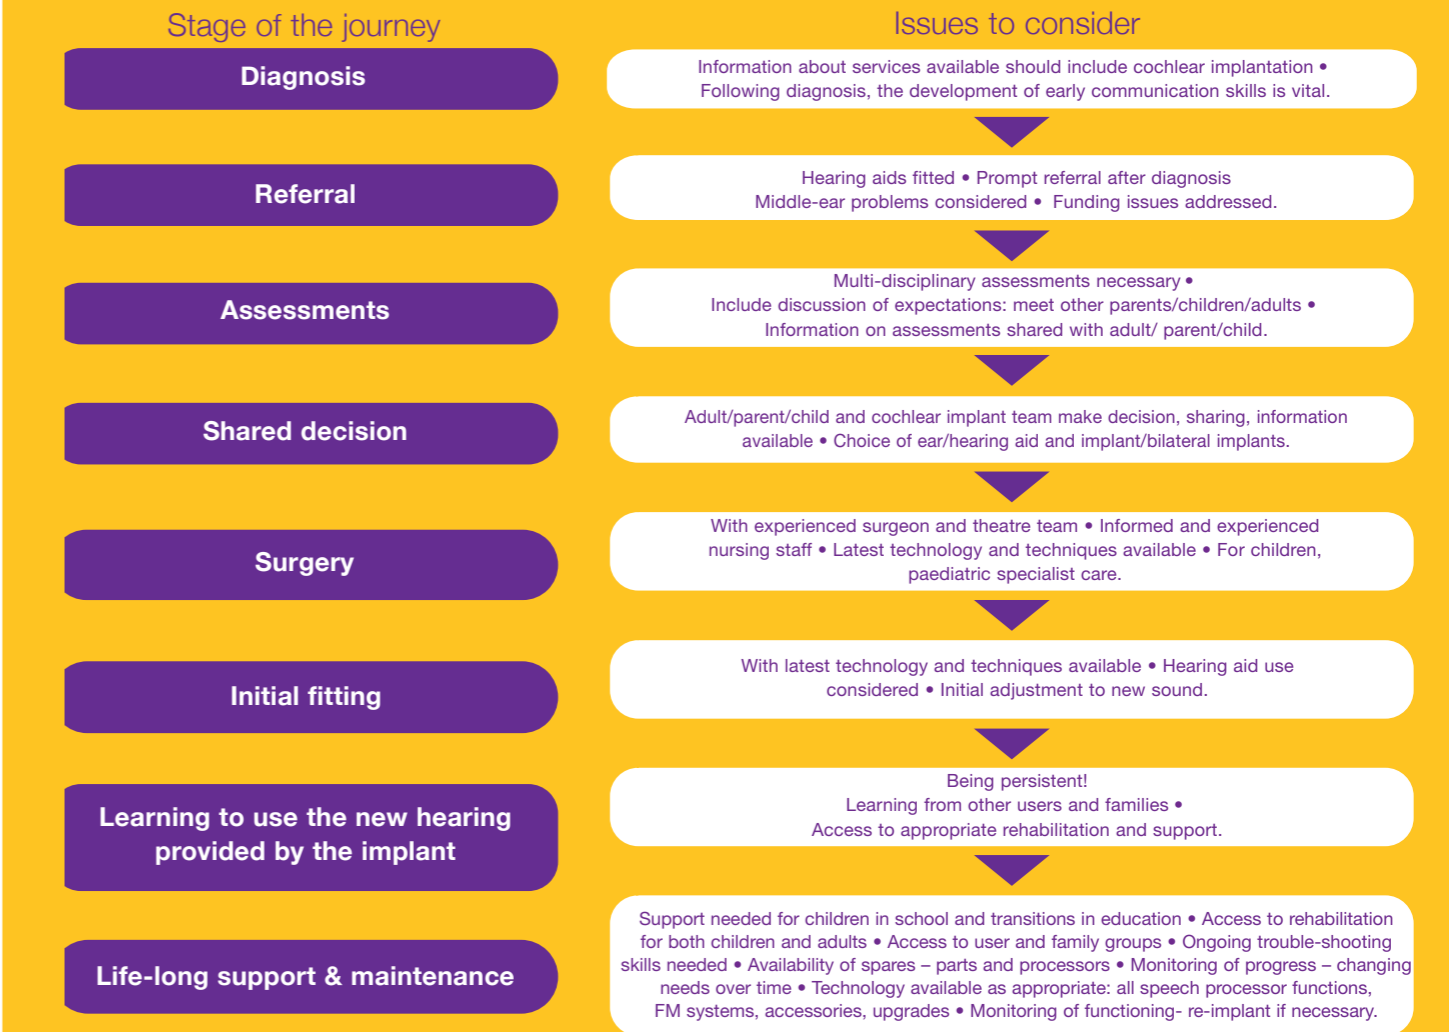 Stage of the journey
Issues to consider
Diagnosis
Information about services available should include cochlear implantation •
Following diagnosis, the development of early communication skills is vital.
Referral
Hearing aids fitted • Prompt referral after diagnosis
Middle-ear problems considered • Funding issues addressed.
Assessments
Multi-disciplinary assessments necessary •
Include discussion of expectations: meet other parents/children/adults •
Information on assessments shared with adult/ parent/child.
Shared decision
Adult/parent/child and cochlear implant team make decision, sharing, information
available • Choice of ear/hearing aid and implant/bilateral implants.
Surgery
With experienced surgeon and theatre team • Informed and experienced
nursing staff • Latest technology and techniques available • For children,
paediatric specialist care.
Initial fitting
With latest technology and techniques available • Hearing aid use
considered • Initial adjustment to new sound.
Learning to use the new hearing
provided by the implant
Being persistent!
Learning from other users and families •
Access to appropriate rehabilitation and support.
Life-long support & maintenance
Support needed for children in school and transitions in education • Access to rehabilitation
for both children and adults • Access to user and family groups • Ongoing trouble-shooting
skills needed • Availability of spares – parts and processors • Monitoring of progress – changing
needs over time • Technology available as appropriate: all speech processor functions,
FM systems, accessories, upgrades • Monitoring of functioning- re-implant if necessary.